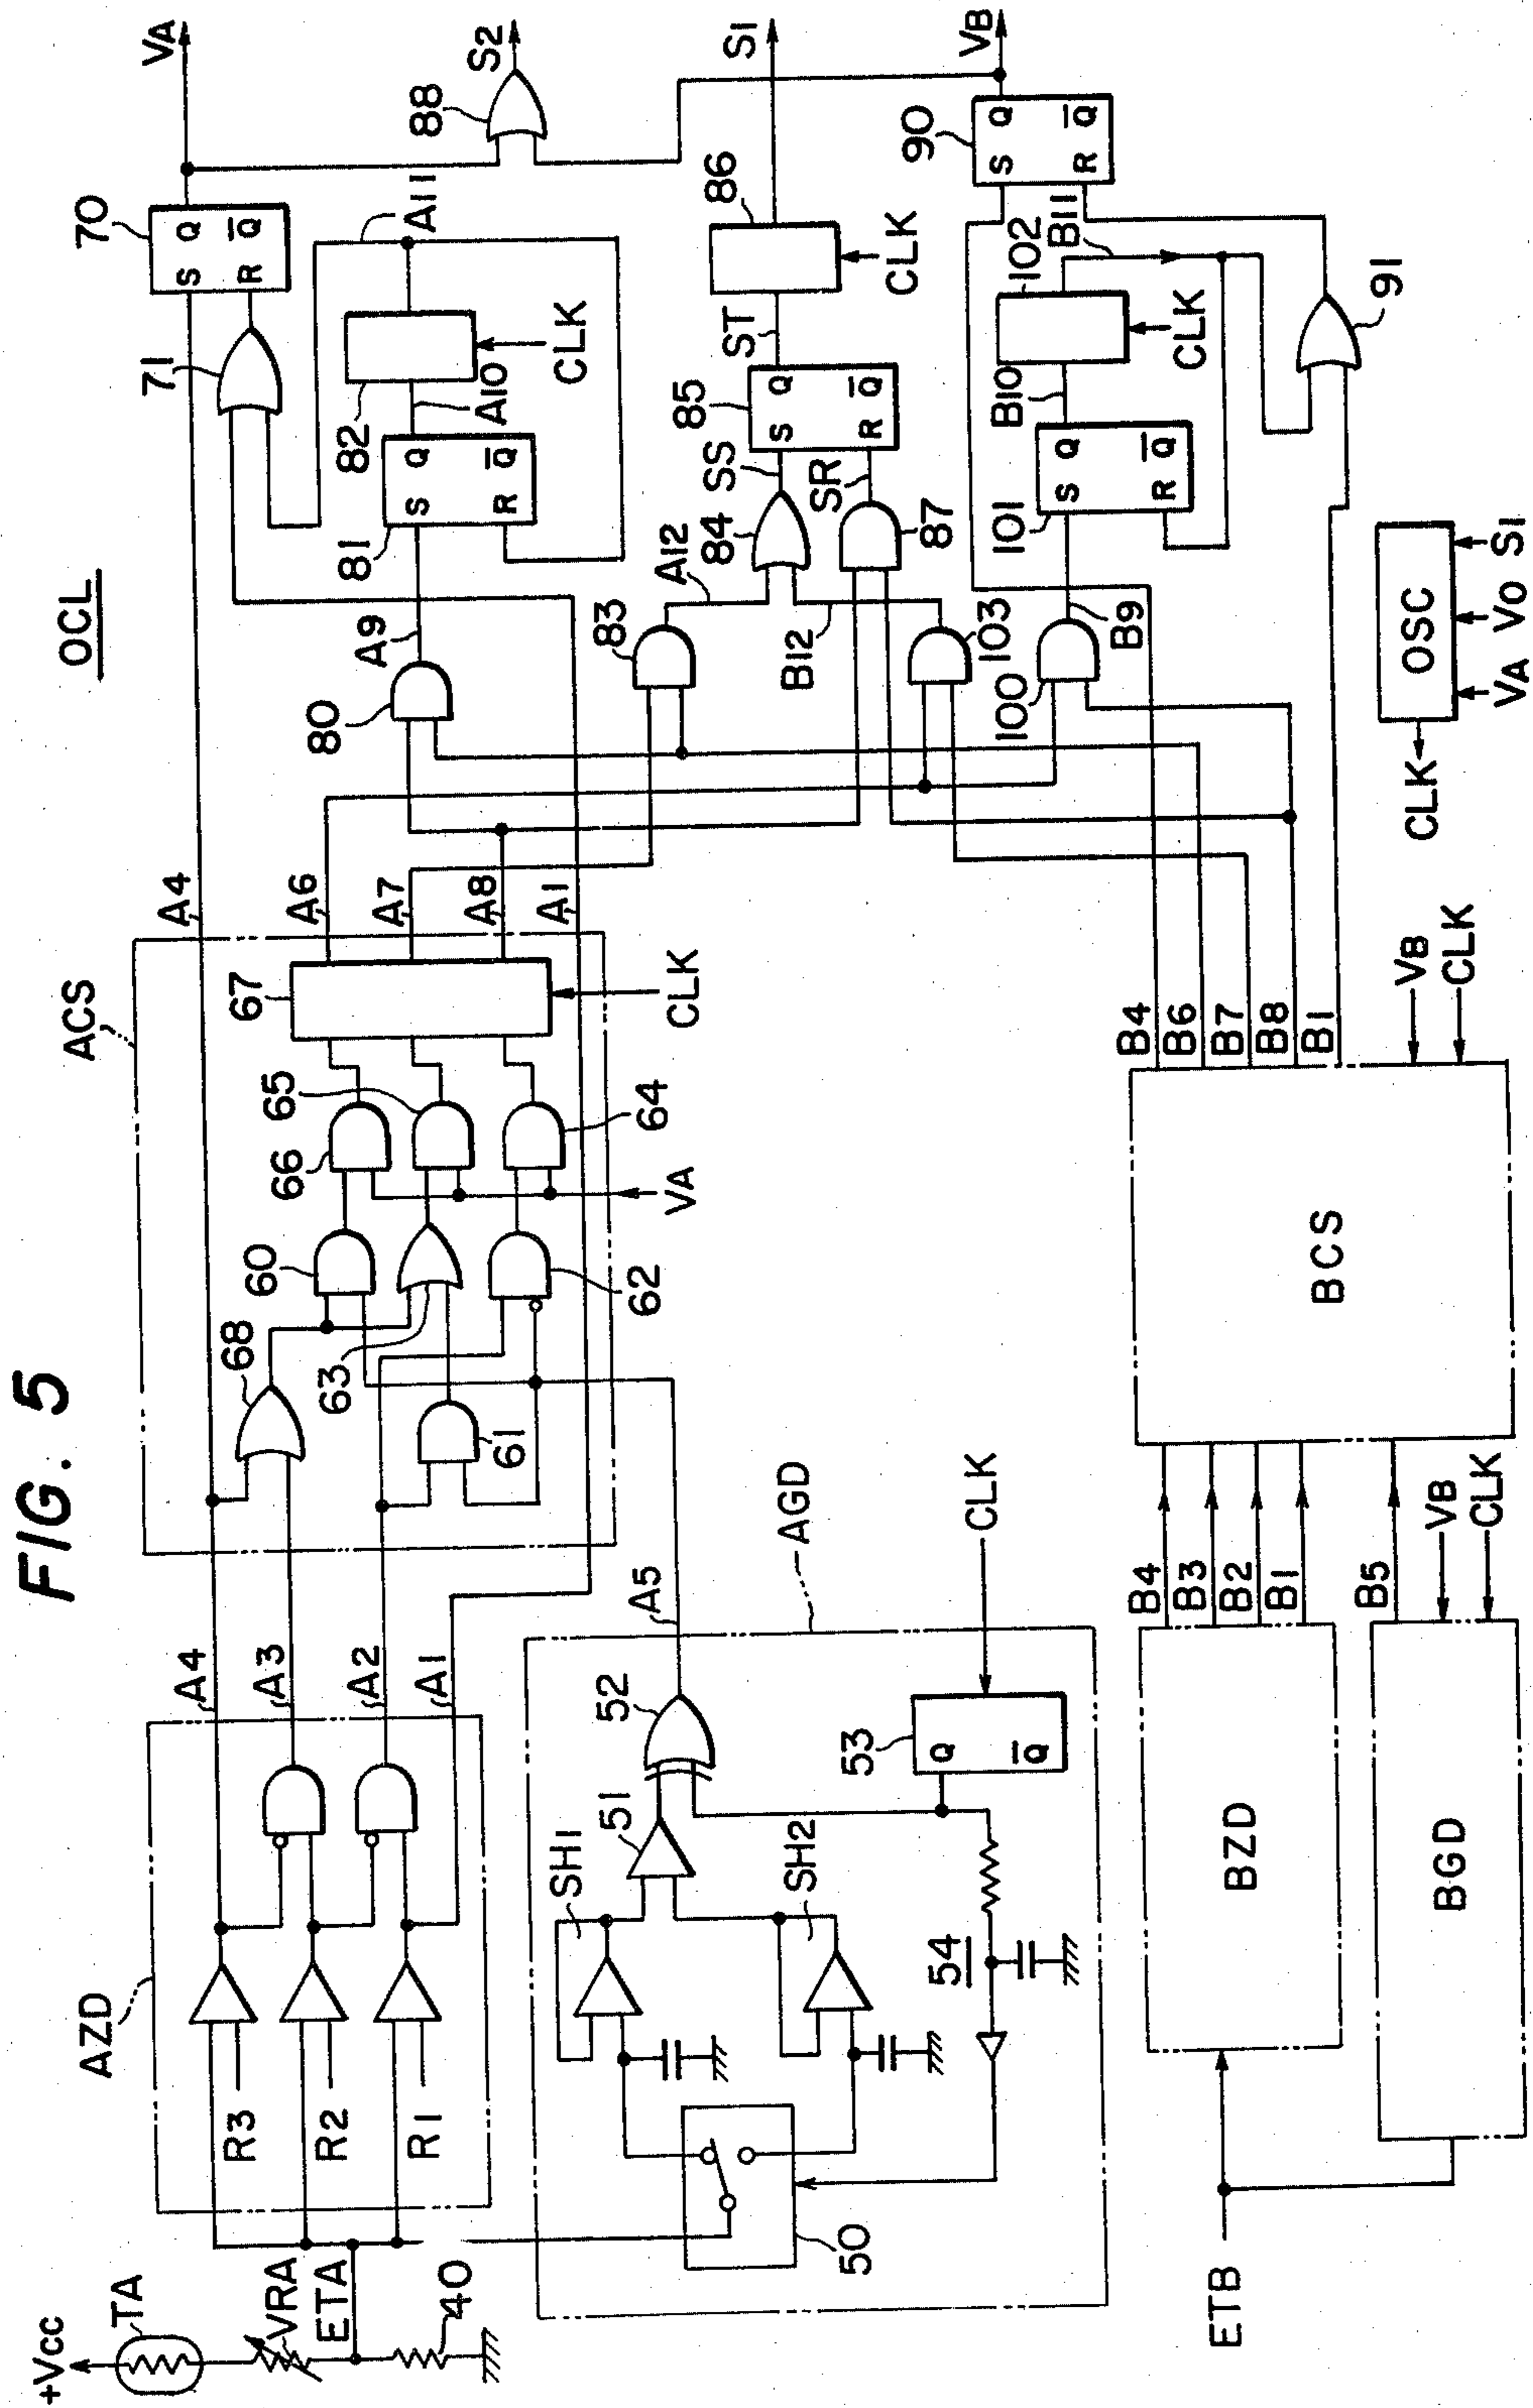 FIG. 5
OCL
+Vcc
TA
VRA
ETA
40
AZD
R3
R2
R1
A4
A3
A2
A1
ACS
68
60
63
61
62
66
65
64
67
VA
CLK
A4
A6
A7
A8
A1
80
A9
81
S Q
R Q
A10
82
CLK
A11
71
70
S Q
R Q
VA
88
S2
83
A12
84
SS
SR
87
85
S Q
R Q
ST
86
CLK
S1
B12
103
100
B9
101
S Q
R Q
B10
102
CLK
B11
91
90
S Q
R Q
VB
AGD
50
SH1
SH2
51
52
53
Q
Q
54
A5
CLK
ETB
BZD
BGD
B4
B3
B2
B1
B5
VB
CLK
BCS
B4
B6
B7
B8
B1
VB
CLK
OSC
CLK
VA
VO
S1